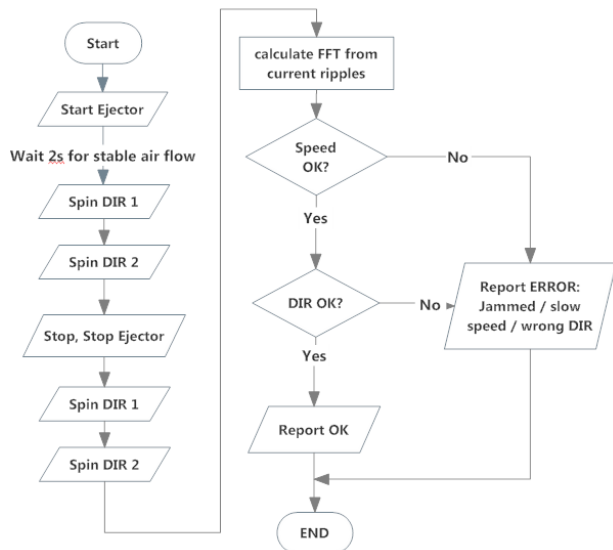 Start
Start Ejector
Wait 2s for stable air flow
Spin DIR 1
Spin DIR 2
Stop, Stop Ejector
Spin DIR 1
Spin DIR 2
calculate FFT from
current ripples
Speed
OK?
No
Yes
DIR OK?
No
Report ERROR:
Jammed / slow
speed / wrong DIR
Yes
Report OK
END